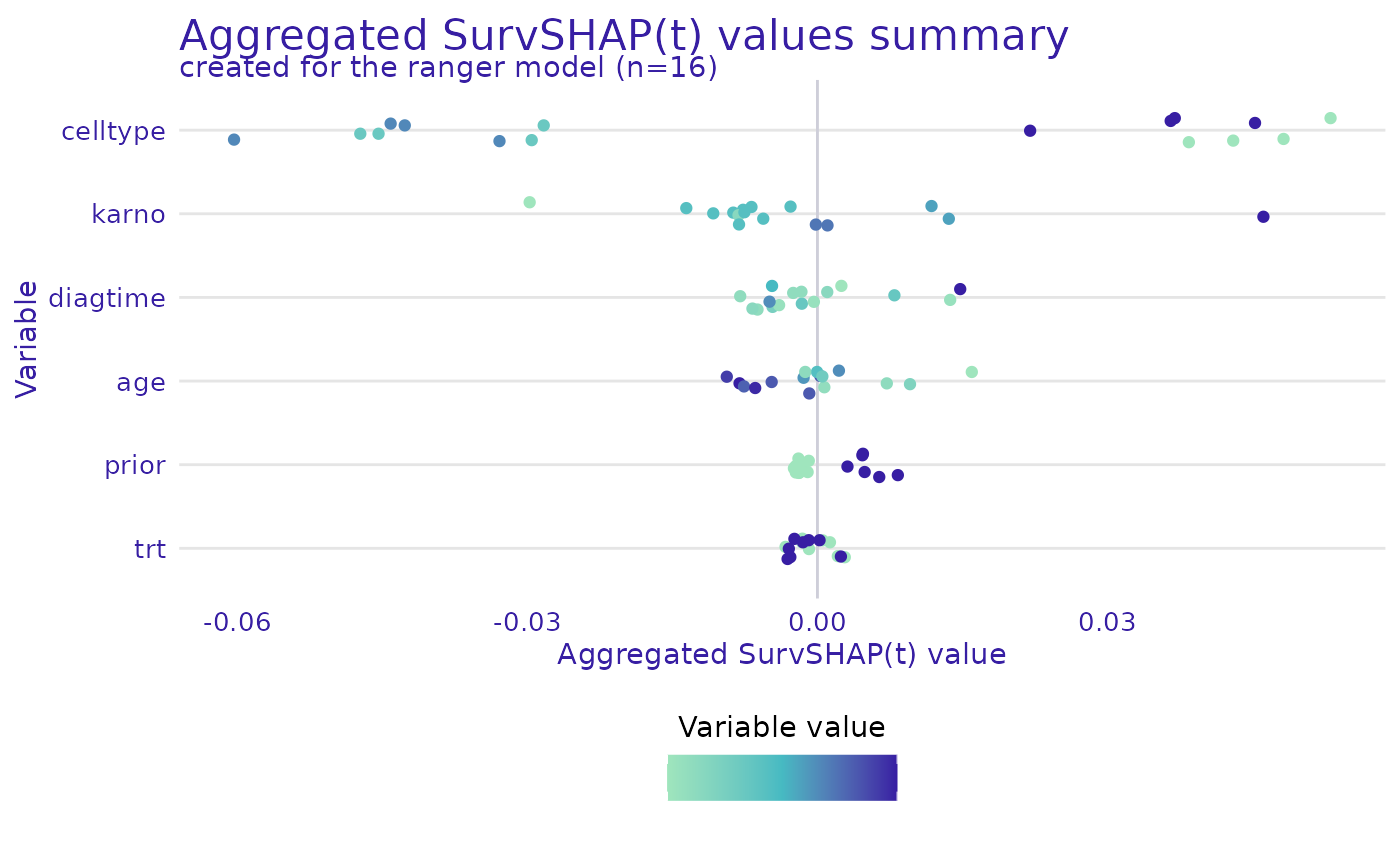 Aggregated SurvSHAP(t) values summary
created for the ranger model (n=16)
celltype
karno
diagtime
age
prior
trt
Variable
-0.06 -0.03 0.00 0.03
Aggregated SurvSHAP(t) value
Variable value